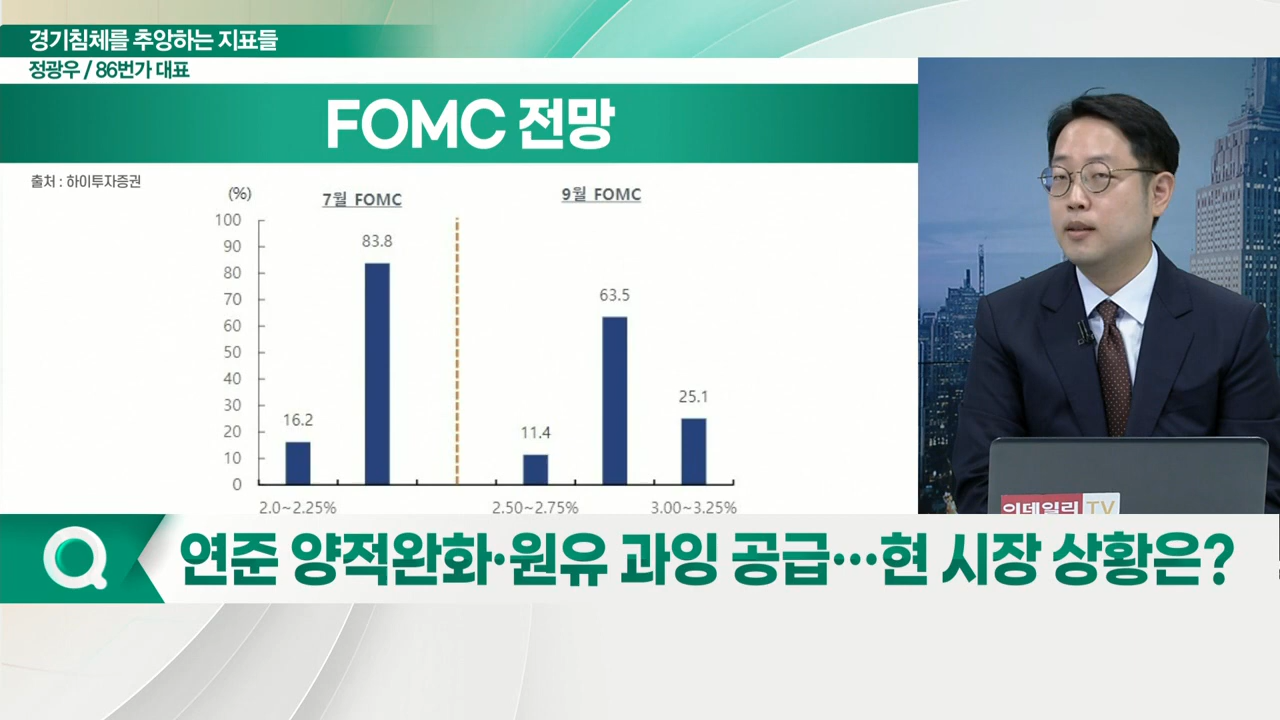 경기침체를 추앙하는 지표들
정광우 / 86번가 대표
FOMC 전망
출처 : 하이투자증권
(%)
7월 FOMC
9월 FOMC
100
90
80
70
60
50
40
30
20
10
0
16.2
83.8
11.4
63.5
25.1
2.0~2.25%
2.50~2.75%
3.00~3.25%
이데일리 TV
연준 양적완화·원유 과잉 공급…현 시장 상황은?